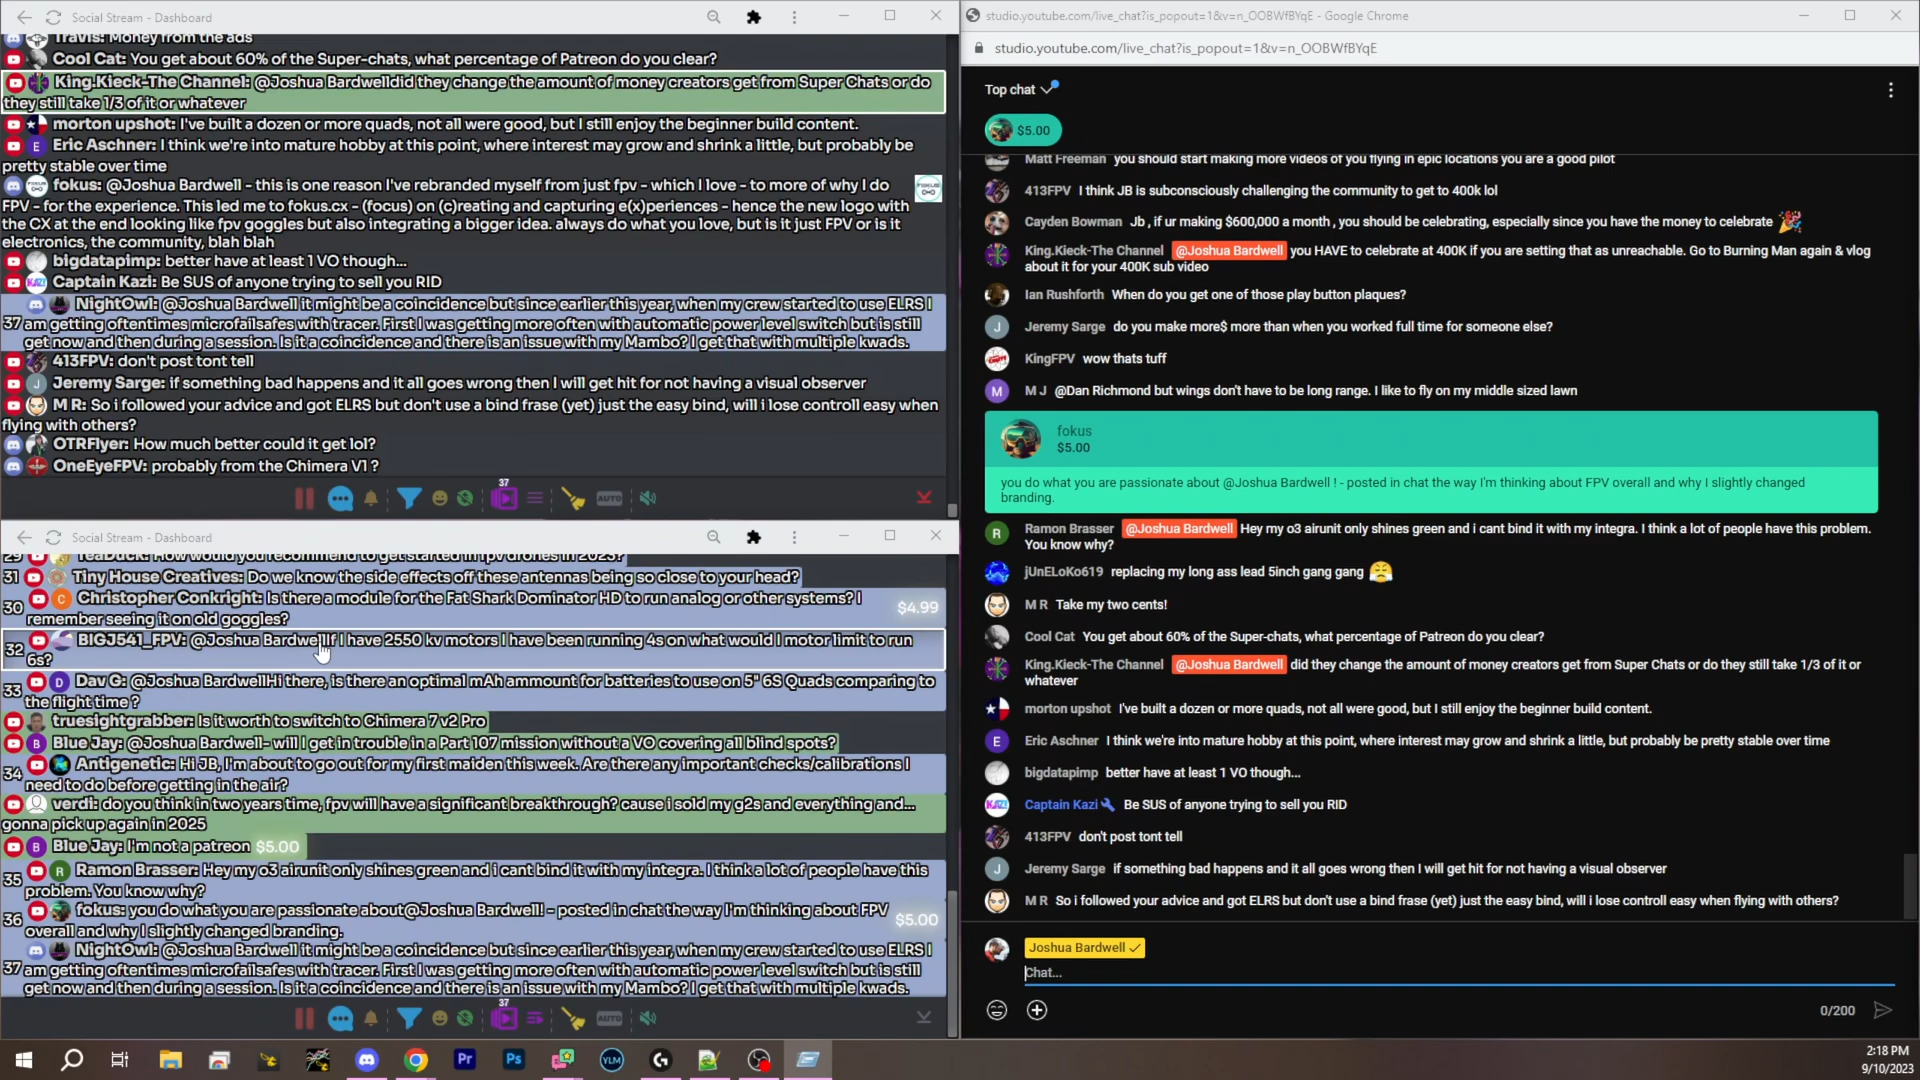 Social Stream - Dashboard
Travis: Money from the ads
Cool Cat: You get about 60% of the Super-chats, what percentage of Patreon do you clear?
King.Kieck-The Channel: @Joshua Bardwelldid they change the amount of money creators get from Super Chats or do
they still take 1/3 of it or whatever
morton upshot: I've built a dozen or more quads, not all were good, but I still enjoy the beginner build content.
E Eric Aschner: I think we're into mature hobby at this point, where interest may grow and shrink a little, but probably be
pretty stable over time
fokus: @Joshua Bardwell - this is one reason I've rebranded myself from just fpv - which I love - to more of why I do
FPV - for the experience. This led me to fokus.cx - (focus) on (c)reating and capturing e(x)periences - hence the new logo with
the CX at the end looking like fpv goggles but also integrating a bigger idea. always do what you love, but is it just FPV or is it
electronics, the community, blah blah
bigdatapimp: better have at least 1 VO though...
Captain Kazi: Be SUS of anyone trying to sell you RID
NightOwl: @Joshua Bardwell it might be a coincidence but since earlier this year, when my crew started to use ELRS I
37 am getting oftentimes microfailsafes with tracer. First I was getting more often with automatic power level switch but is still
get now and then during a session. Is it a coincidence and there is an issue with my Mambo? I get that with multiple kwads.
413FPV: don't post tont tell
J Jeremy Sarge: if something bad happens and it all goes wrong then I will get hit for not having a visual observer
M R: So i followed your advice and got ELRS but don't use a bind frase (yet) just the easy bind, will i lose controll easy when
flying with others?
OTRFlyer: How much better could it get lol?
OneEyeFPV: probably from the Chimera V1 ?
37
AUTO
Social Stream - Dashboard
29 TeaDuck: How would you recommend to get started in fpv drones in 2023?
31 Tiny House Creatives: Do we know the side effects off these antennas being so close to your head?
30 C Christopher Conkright: Is there a module for the Fat Shark Dominator HD to run analog or other systems? I
remember seeing it on old goggles?
$4.99
32 BIGJ541_FPV: @Joshua BardwellIf I have 2550 kv motors I have been running 4s on what would I motor limit to run
6s?
33 D Dav G: @Joshua BardwellHi there, is there an optimal mAh ammount for batteries to use on 5" 6S Quads comparing to
the flight time ?
truesightgrabber: Is it worth to switch to Chimera 7 v2 Pro
B Blue Jay: @Joshua Bardwell- will I get in trouble in a Part 107 mission without a VO covering all blind spots?
34 Antigenetic: Hi JB, I'm about to go out for my first maiden this week. Are there any important checks/calibrations I
need to do before getting in the air?
verdi: do you think in two years time, fpv will have a significant breakthrough? cause i sold my g2s and everything and...
gonna pick up again in 2025
B Blue Jay: I'm not a patreon $5.00
35 R Ramon Brasser: Hey my o3 airunit only shines green and i cant bind it with my integra. I think a lot of people have this
problem. You know why?
36 fokus: you do what you are passionate about@Joshua Bardwell! - posted in chat the way I'm thinking about FPV
overall and why I slightly changed branding.
$5.00
NightOwl: @Joshua Bardwell it might be a coincidence but since earlier this year, when my crew started to use ELRS I
37 am getting oftentimes microfailsafes with tracer. First I was getting more often with automatic power level switch but is still
get now and then during a session. Is it a coincidence and there is an issue with my Mambo? I get that with multiple kwads.
37
AUTO
studio.youtube.com/live_chat?is_popout=1&v=n_OOBWfBYqE - Google Chrome
studio.youtube.com/live_chat?is_popout=1&v=n_OOBWfBYqE
Top chat
$5.00
Matt Freeman you should start making more videos of you flying in epic locations you are a good pilot
413FPV I think JB is subconsciously challenging the community to get to 400k lol
Cayden Bowman Jb , if ur making $600,000 a month , you should be celebrating, especially since you have the money to celebrate
King.Kieck-The Channel @Joshua Bardwell you HAVE to celebrate at 400K if you are setting that as unreachable. Go to Burning Man again & vlog
about it for your 400K sub video
Ian Rushforth When do you get one of those play button plaques?
J Jeremy Sarge do you make more$ more than when you worked full time for someone else?
KingFPV wow thats tuff
M M J @Dan Richmond but wings don't have to be long range. I like to fly on my middle sized lawn
fokus
$5.00
you do what you are passionate about @Joshua Bardwell ! - posted in chat the way I'm thinking about FPV overall and why I slightly changed
branding.
R Ramon Brasser @Joshua Bardwell Hey my o3 airunit only shines green and i cant bind it with my integra. I think a lot of people have this problem.
You know why?
jUnELoKo619 replacing my long ass lead 5inch gang gang
M R Take my two cents!
Cool Cat You get about 60% of the Super-chats, what percentage of Patreon do you clear?
King.Kieck-The Channel @Joshua Bardwell did they change the amount of money creators get from Super Chats or do they still take 1/3 of it or
whatever
morton upshot I've built a dozen or more quads, not all were good, but I still enjoy the beginner build content.
E Eric Aschner I think we're into mature hobby at this point, where interest may grow and shrink a little, but probably be pretty stable over time
bigdatapimp better have at least 1 VO though...
KAZI Captain Kazi Be SUS of anyone trying to sell you RID
413FPV don't post tont tell
J Jeremy Sarge if something bad happens and it all goes wrong then I will get hit for not having a visual observer
M R So i followed your advice and got ELRS but don't use a bind frase (yet) just the easy bind, will i lose controll easy when flying with others?
Joshua Bardwell
Chat...
0/200
Pr
Ps
YLM
2:18 PM
9/10/2023